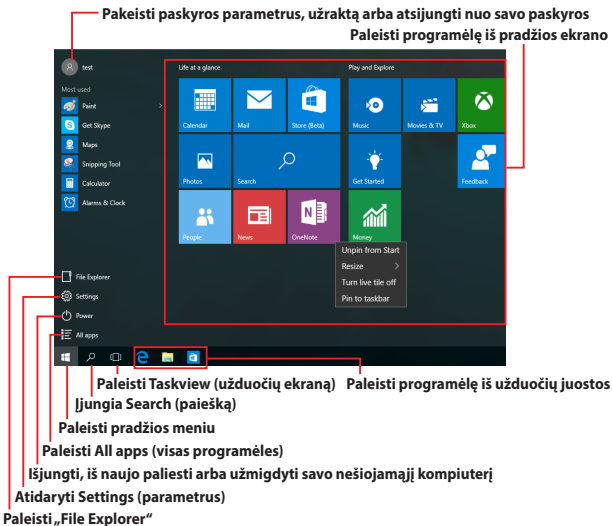 Pakeisti paskyros parametrus, užraktą arba atsijungti nuo savo paskyros
Paleisti programėlę iš pradžios ekrano
test
Life at a glance
Play and Explore
Most used
Paint
Get Skype
Maps
Snipping Tool
Calculator
Alarms & Clock
Calendar
Mail
Store (Beta)
Music
Movies & TV
Xbox
Photos
Search
Get Started
Feedback
People
News
OneNote
Money
Unpin from Start
Resize
Turn live tile off
Pin to taskbar
File Explorer
Settings
Power
All apps
Paleisti Taskview (užduočių ekraną)
Paleisti programėlę iš užduočių juostos
Įjungia Search (paiešką)
Paleisti pradžios meniu
Paleisti All apps (visas programėles)
Išjungti, iš naujo paliesti arba užmigdyti savo nešiojamąjį kompiuterį
Atidaryti Settings (parametrus)
Paleisti „File Explorer“